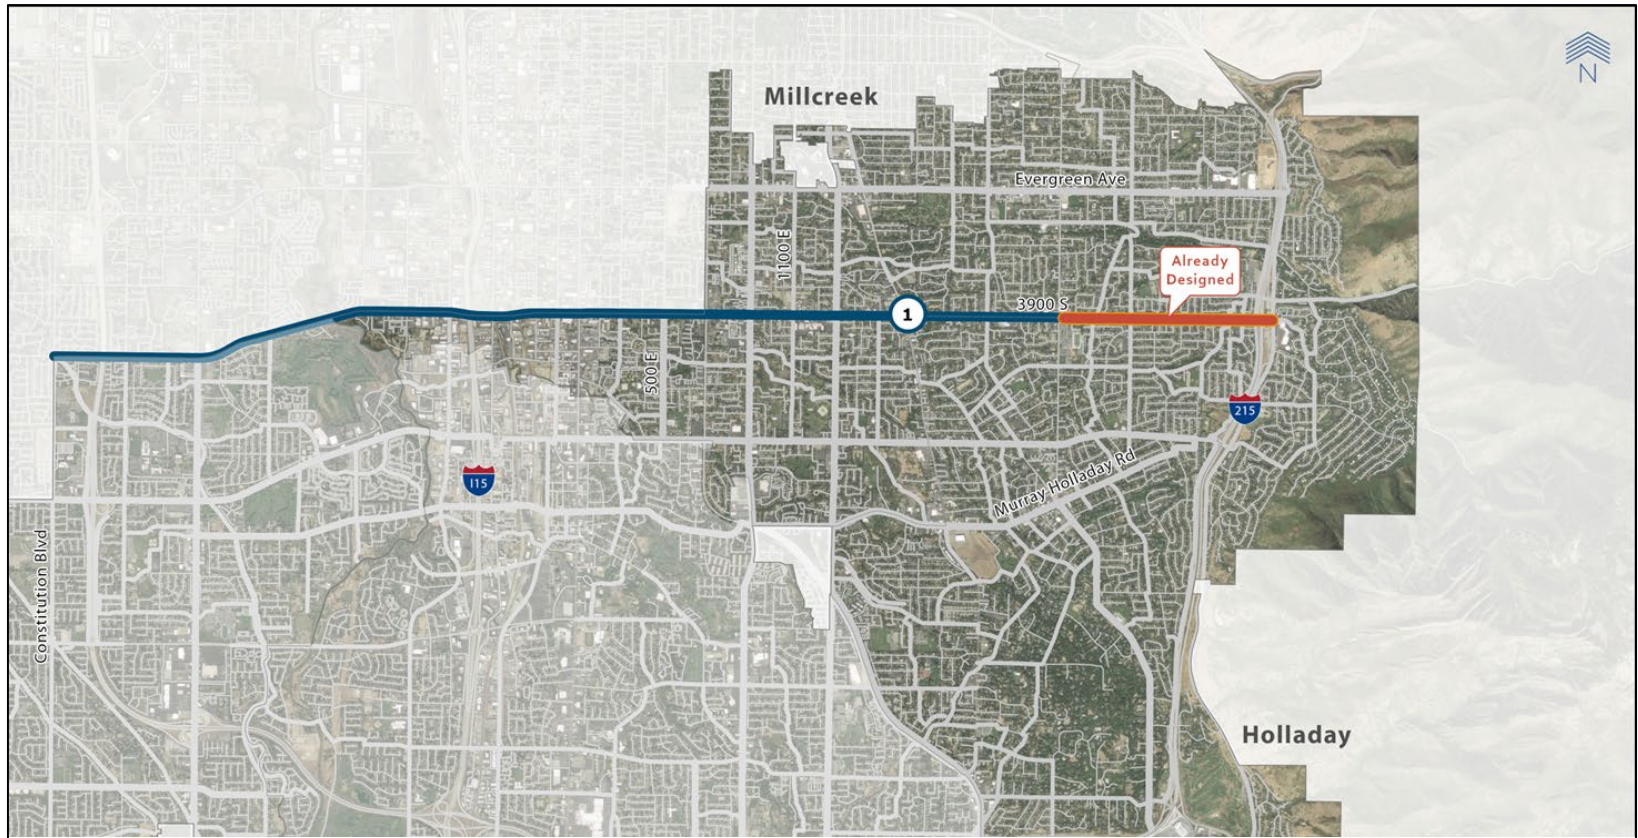 N
Millcreek
Evergreen Ave
1100 E
Already
Designed
3900 S
1
500 E
215
Murray Holladay Rd
I15
Constitution Blvd
Holladay